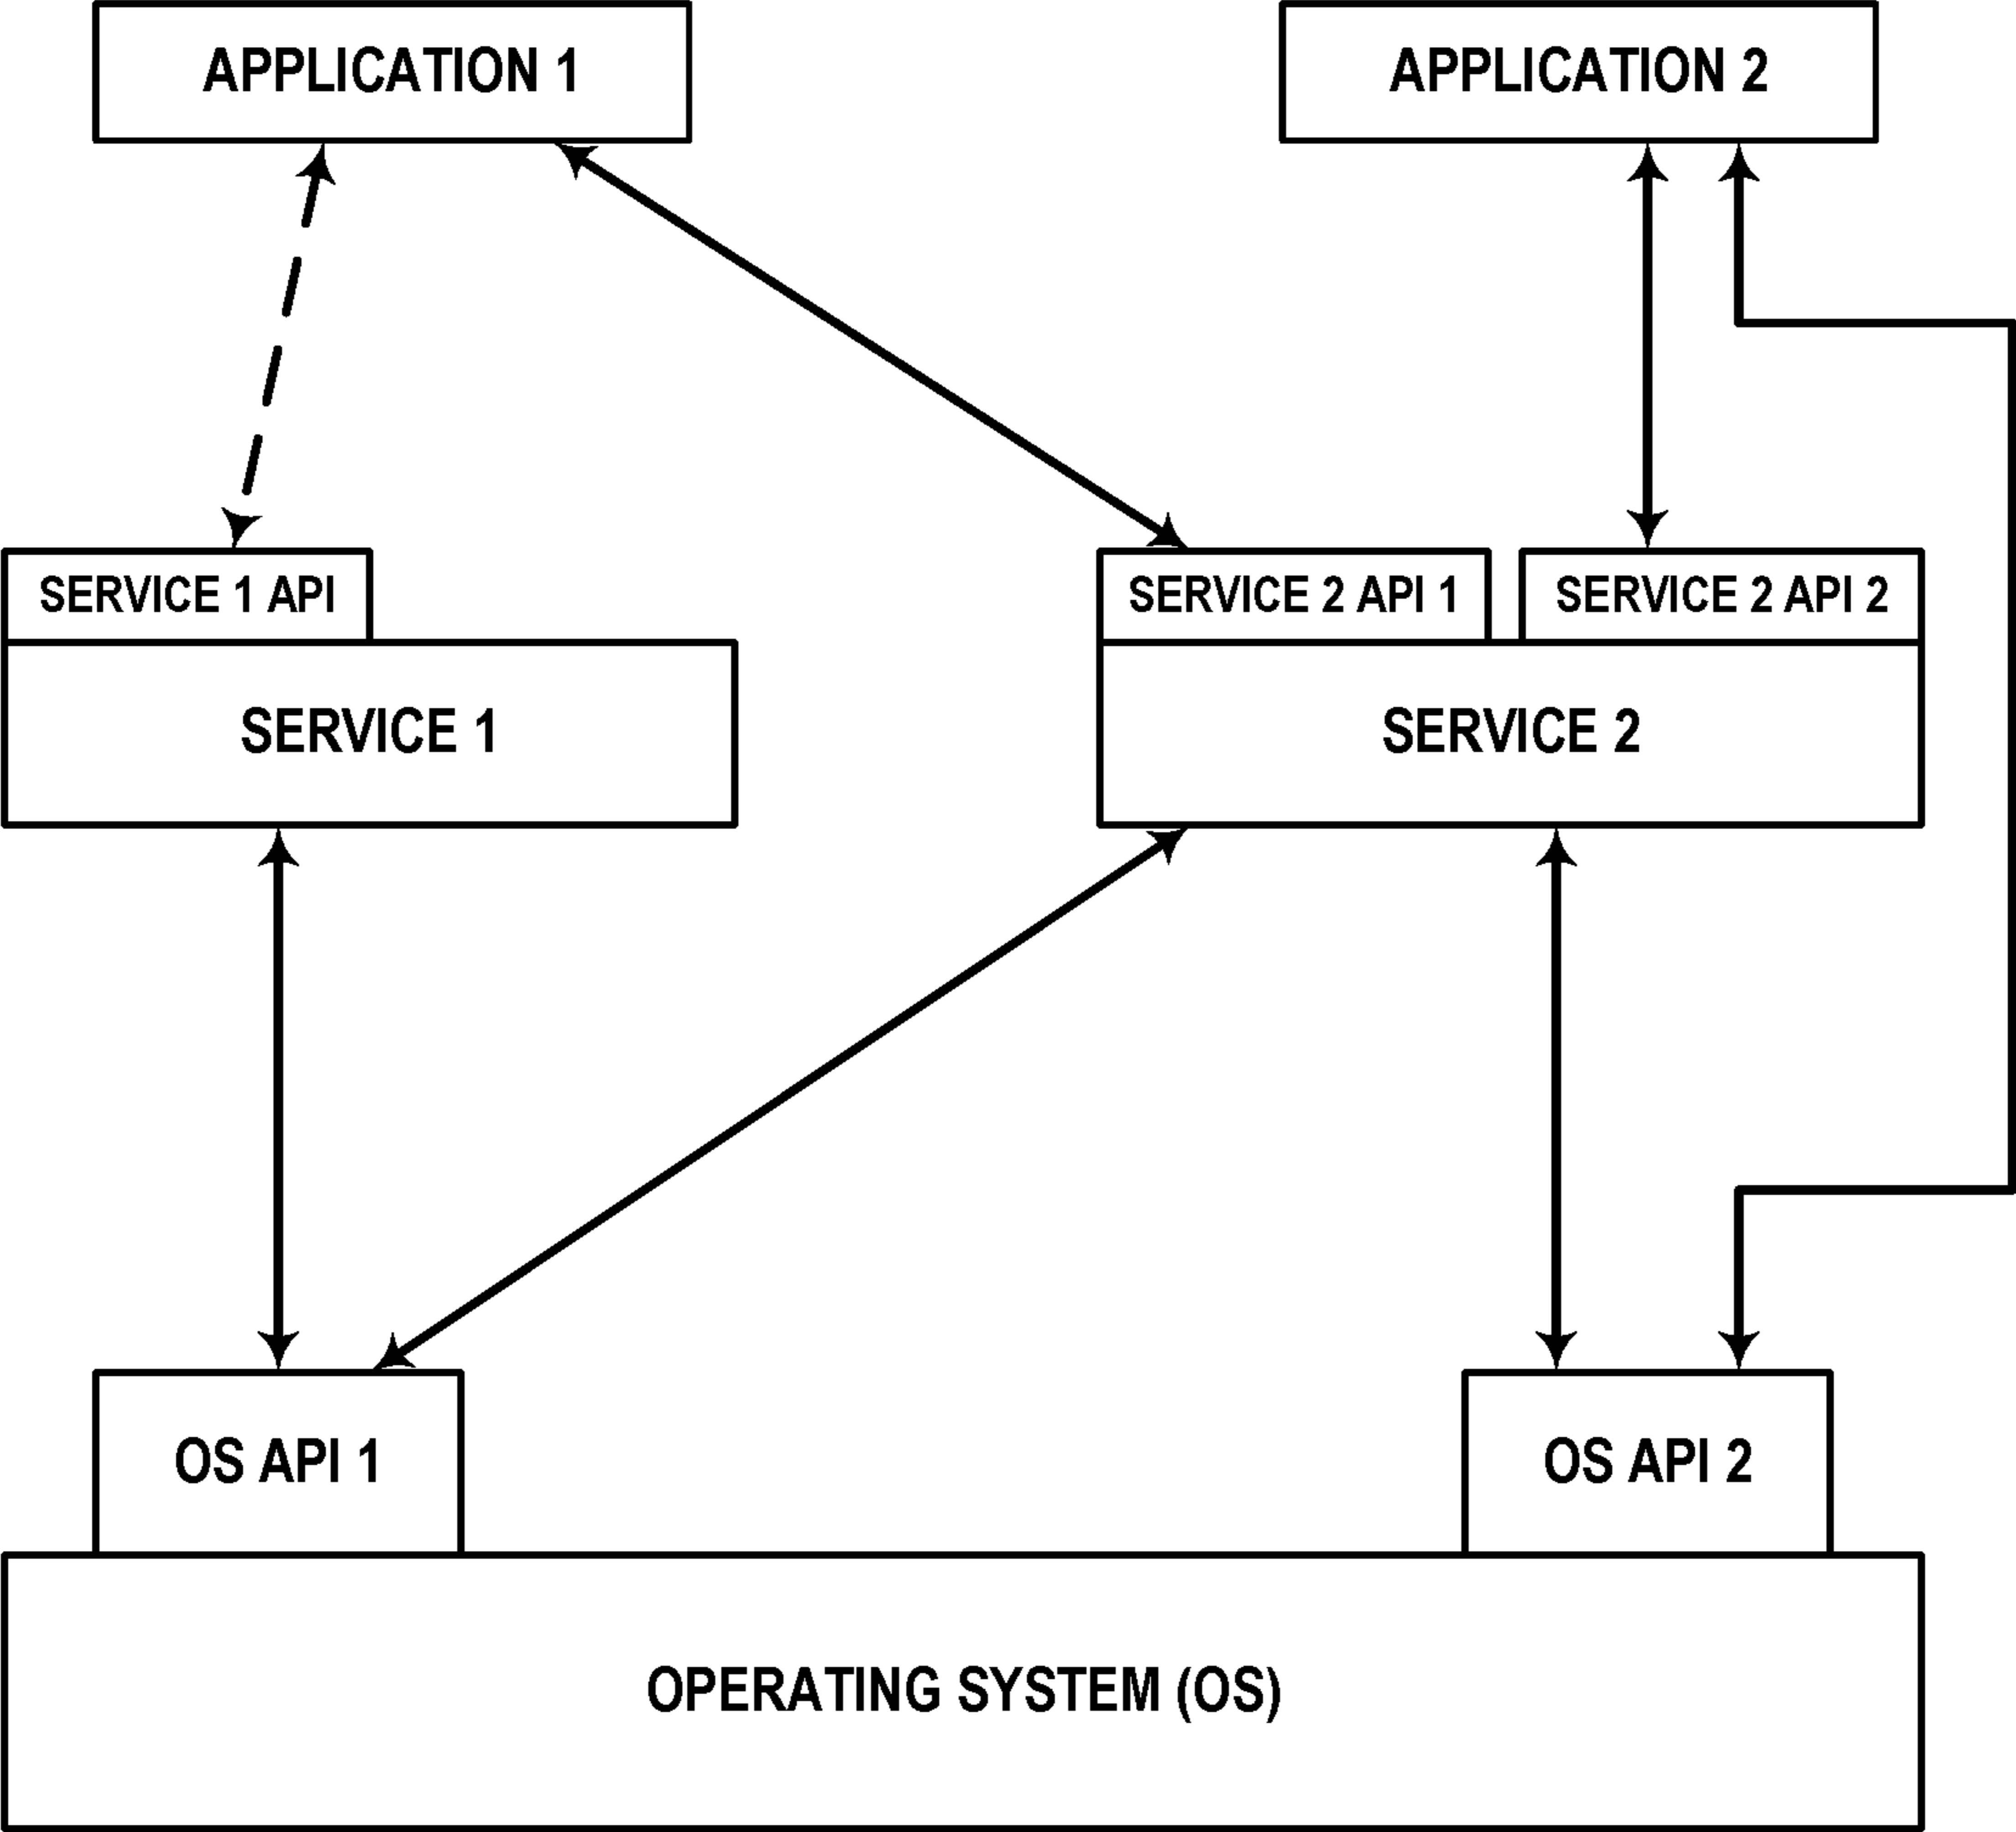 APPLICATION 1
APPLICATION 2
SERVICE 1 API
SERVICE 2 API 1
SERVICE 2 API 2
SERVICE 1
SERVICE 2
OS API 1
OS API 2
OPERATING SYSTEM (OS)